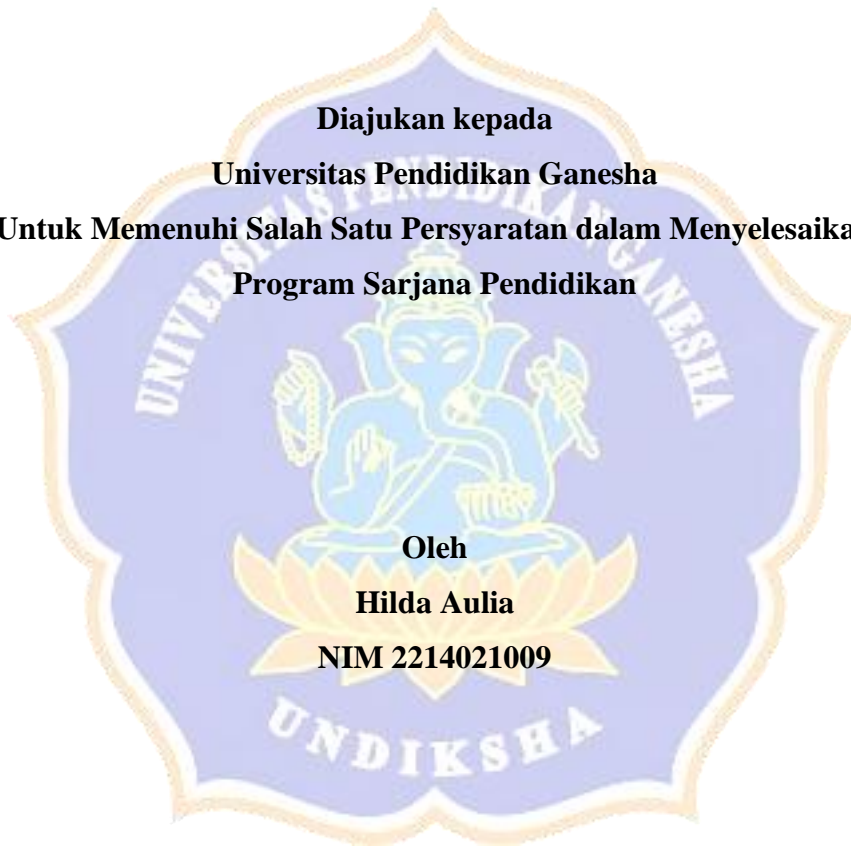 Diajukan kepada
Universitas Pendidikan Ganesha
Untuk Memenuhi Salah Satu Persyaratan dalam Menyelesaika
Program Sarjana Pendidikan
UNIVERSITAS PENDIDIKAN GANESHA
Oleh
Hilda Aulia
NIM 2214021009
UNDIKSHA